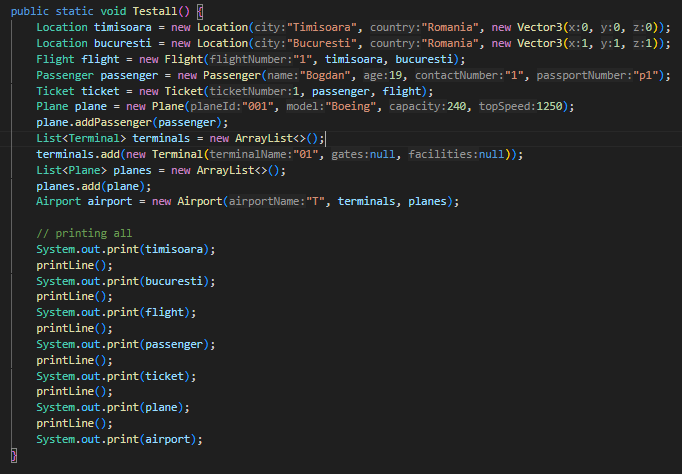 public static void Testall() {
    Location timisoara = new Location(city:"Timisoara", country:"Romania", new Vector3(x:0, y:0, z:0));
    Location bucuresti = new Location(city:"Bucuresti", country:"Romania", new Vector3(x:1, y:1, z:1));
    Flight flight = new Flight(flightNumber:"1", timisoara, bucuresti);
    Passenger passenger = new Passenger(name:"Bogdan", age:19, contactNumber:"1", passportNumber:"p1");
    Ticket ticket = new Ticket(ticketNumber:1, passenger, flight);
    Plane plane = new Plane(planeId:"001", model:"Boeing", capacity:240, topSpeed:1250);
    plane.addPassenger(passenger);
    List<Terminal> terminals = new ArrayList<>();
    terminals.add(new Terminal(terminalName:"01", gates:null, facilities:null));
    List<Plane> planes = new ArrayList<>();
    planes.add(plane);
    Airport airport = new Airport(airportName:"T", terminals, planes);

    // printing all
    System.out.print(timisoara);
    printLine();
    System.out.print(bucuresti);
    printLine();
    System.out.print(flight);
    printLine();
    System.out.print(passenger);
    printLine();
    System.out.print(ticket);
    printLine();
    System.out.print(plane);
    printLine();
    System.out.print(airport);
}